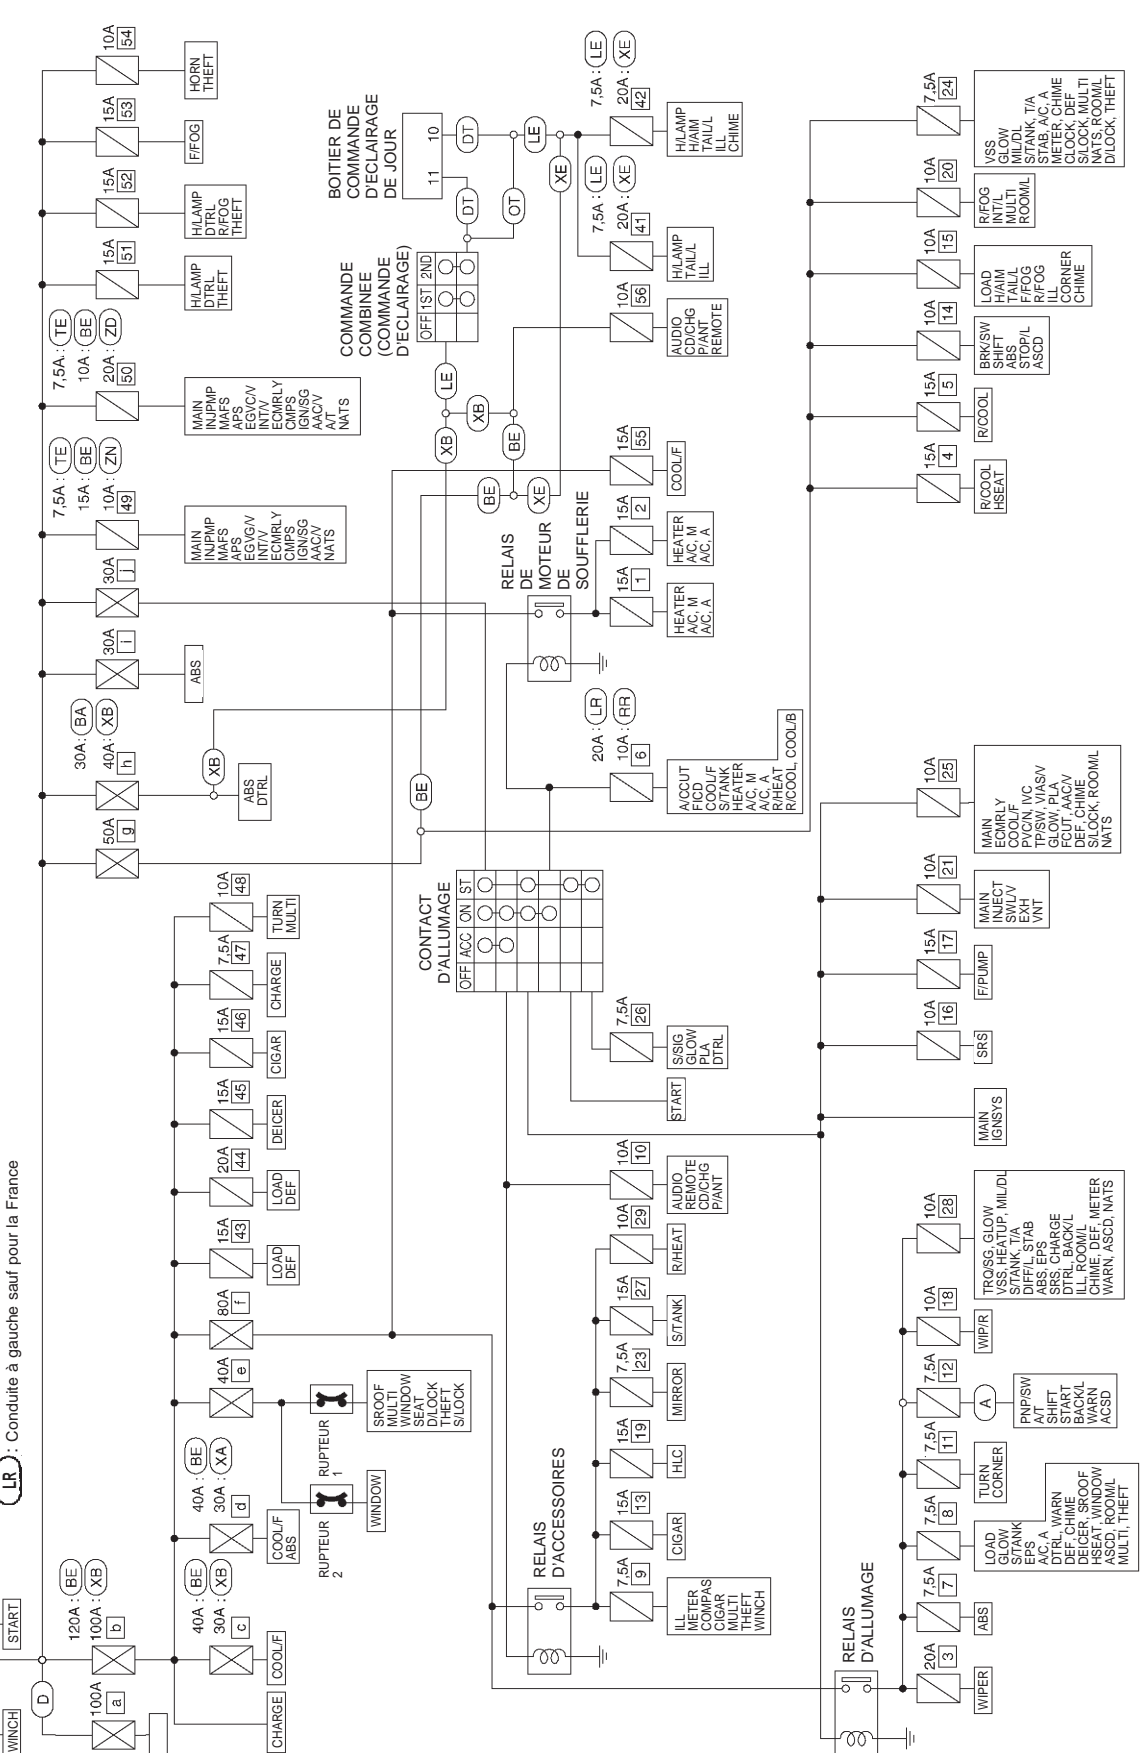 LR : Conduite à gauche sauf pour la France
WINCH
START
D
100A
a
120A : BE
100A : XB
b
CHARGE
40A : BE
30A : XB
c
COOL/F
40A : BE
30A : XA
d
COOL/F
ABS
40A
e
RUPTEUR
1
RUPTEUR
2
WINDOW
SROOF
MULTI
WINDOW
SEAT
D/LOCK
THEFT
S/LOCK
80A
f
15A
43
LOAD
DEF
20A
44
LOAD
DEF
15A
45
DEICER
15A
46
CIGAR
7,5A
47
CHARGE
10A
48
TURN
MULTI
50A
g
30A : BA
40A : XB
h
XB
ABS
DTRL
30A
i
ABS
30A
j
7,5A : TE
15A : BE
10A : ZN
49
MAIN
INJPMP
MAFS
APS
EGVG/V
INT/V
ECMRLY
CMPS
IGN/SG
AAC/V
NATS
7,5A. : TE
10A : BE
20A : ZD
50
MAIN
INJPMP
MAFS
APS
EGVC/V
INT/V
ECMRLY
CMPS
IGN/SG
AAC/V
A/T
NATS
15A
51
H/LAMP
DTRL
THEFT
15A
52
H/LAMP
DTRL
R/FOG
THEFT
15A
53
F/FOG
10A
54
HORN
THEFT
BOITIER DE
COMMANDE
D'ECLAIRAGE
DE JOUR
11 10
DT
DT
OT
LE
XE
COMMANDE
COMBINEE
(COMMANDE
D'ECLAIRAGE)
OFF 1ST 2ND
LE
XB
XB
BE
BE
XE
BE
CONTACT
D'ALLUMAGE
OFF ACC ON ST
RELAIS
DE
MOTEUR
DE
SOUFFLERIE
RELAIS
D'ACCESSOIRES
7,5A
9
ILL
METER
COMPAS
CIGAR
MULTI
THEFT
WINCH
15A
13
CIGAR
15A
19
HLC
7,5A
23
MIRROR
15A
27
S/TANK
10A
29
R/HEAT
10A
10
AUDIO
REMOTE
CD/CHG
P/ANT
START
7,5A
26
S/SIG
GLOW
PLA
DTRL
20A : LR
10A : RR
6
A/CCUT
FICD
COOL/F
S/TANK
HEATER
A/C, M
A/C, A
R/HEAT
R/COOL, COOL/B
15A
1
HEATER
A/C, M
A/C, A
15A
2
HEATER
A/C, M
A/C, A
15A
55
COOL/F
10A
56
AUDIO
CD/CHG
P/ANT
REMOTE
7,5A : LE
20A : XE
41
H/LAMP
TAIL/L
ILL
7,5A : LE
20A : XE
42
H/LAMP
H/AIM
TAIL/L
ILL
CHIME
RELAIS
D'ALLUMAGE
20A
3
WIPER
7,5A
7
ABS
7,5A
8
LOAD
GLOW
S/TANK
EPS
A/C, A
DTRL, WARN
DEF, CHIME
DEICER, SROOF
HSEAT, WINDOW
ASCD, ROOM/L
MULTI, THEFT
7,5A
11
TURN
CORNER
7,5A
12
A
PNP/SW
A/T
SHIFT
START
BACK/L
WARN
ACSD
10A
18
WIP/R
10A
28
TRQ/SG, GLOW
VSS, HEATUP, MIL/DL
S/TANK, T/A
DIFF/L, STAB
ABS, EPS
SRS, CHARGE
DTRL, BACK/L
ILL, ROOM/L
CHIME, DEF, METER
WARN, ASCD, NATS
MAIN
IGNSYS
10A
16
SRS
15A
17
F/PUMP
10A
21
MAIN
INJECT
SWL/V
EXH
VNT
10A
25
MAIN
ECMRLY
COOL/F
PVC/N, IVC
TP/SW, VIAS/V
GLOW, PLA
FCUT, AAC/V
DEF, CHIME
S/LOCK, ROOM/L
NATS
15A
4
R/COOL
HSEAT
15A
5
R/COOL
10A
14
BRK/SW
SHIFT
ABS
STOP/L
ASCD
10A
15
LOAD
H/AIM
TAIL/L
F/FOG
R/FOG
ILL
CORNER
CHIME
10A
20
R/FOG
INT/L
MULTI
ROOM/L
7,5A
24
VSS
GLOW
MIL/DL
S/TANK, T/A
STAB, A/C, A
METER, CHIME
CLOCK, DEF
S/LOCK, MULTI
NATS, ROOM/L
D/LOCK, THEFT